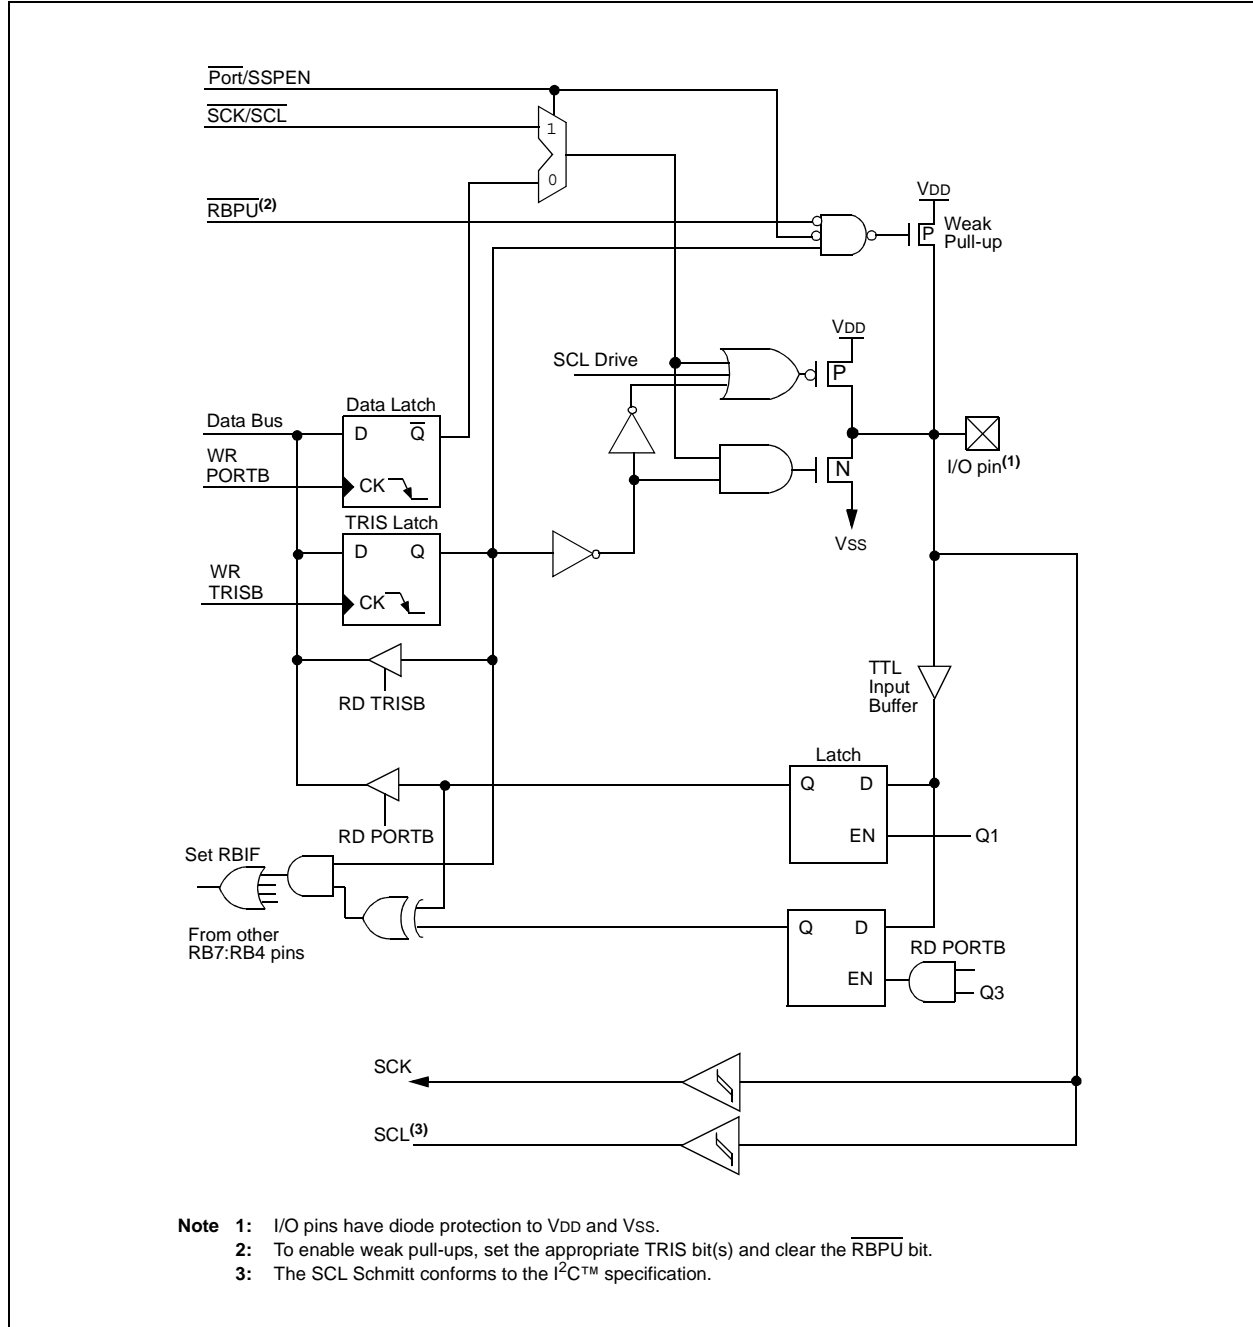 Port/SSPEN
SCK/SCL
1
0
RBPU(2)
VDD
P
Weak
Pull-up
VDD
SCL Drive
P
Data Latch
Data Bus
D
Q
WR
PORTB
CK
N
I/O pin(1)
VSS
TRIS Latch
D
Q
WR
TRISB
CK
RD TRISB
TTL
Input
Buffer
Latch
Q
D
EN
Q1
RD PORTB
Set RBIF
From other
RB7:RB4 pins
Q
D
EN
RD PORTB
Q3
SCK
SCL(3)
Note 1: I/O pins have diode protection to VDD and VSS.
2: To enable weak pull-ups, set the appropriate TRIS bit(s) and clear the RBPU bit.
3: The SCL Schmitt conforms to the I2C™ specification.